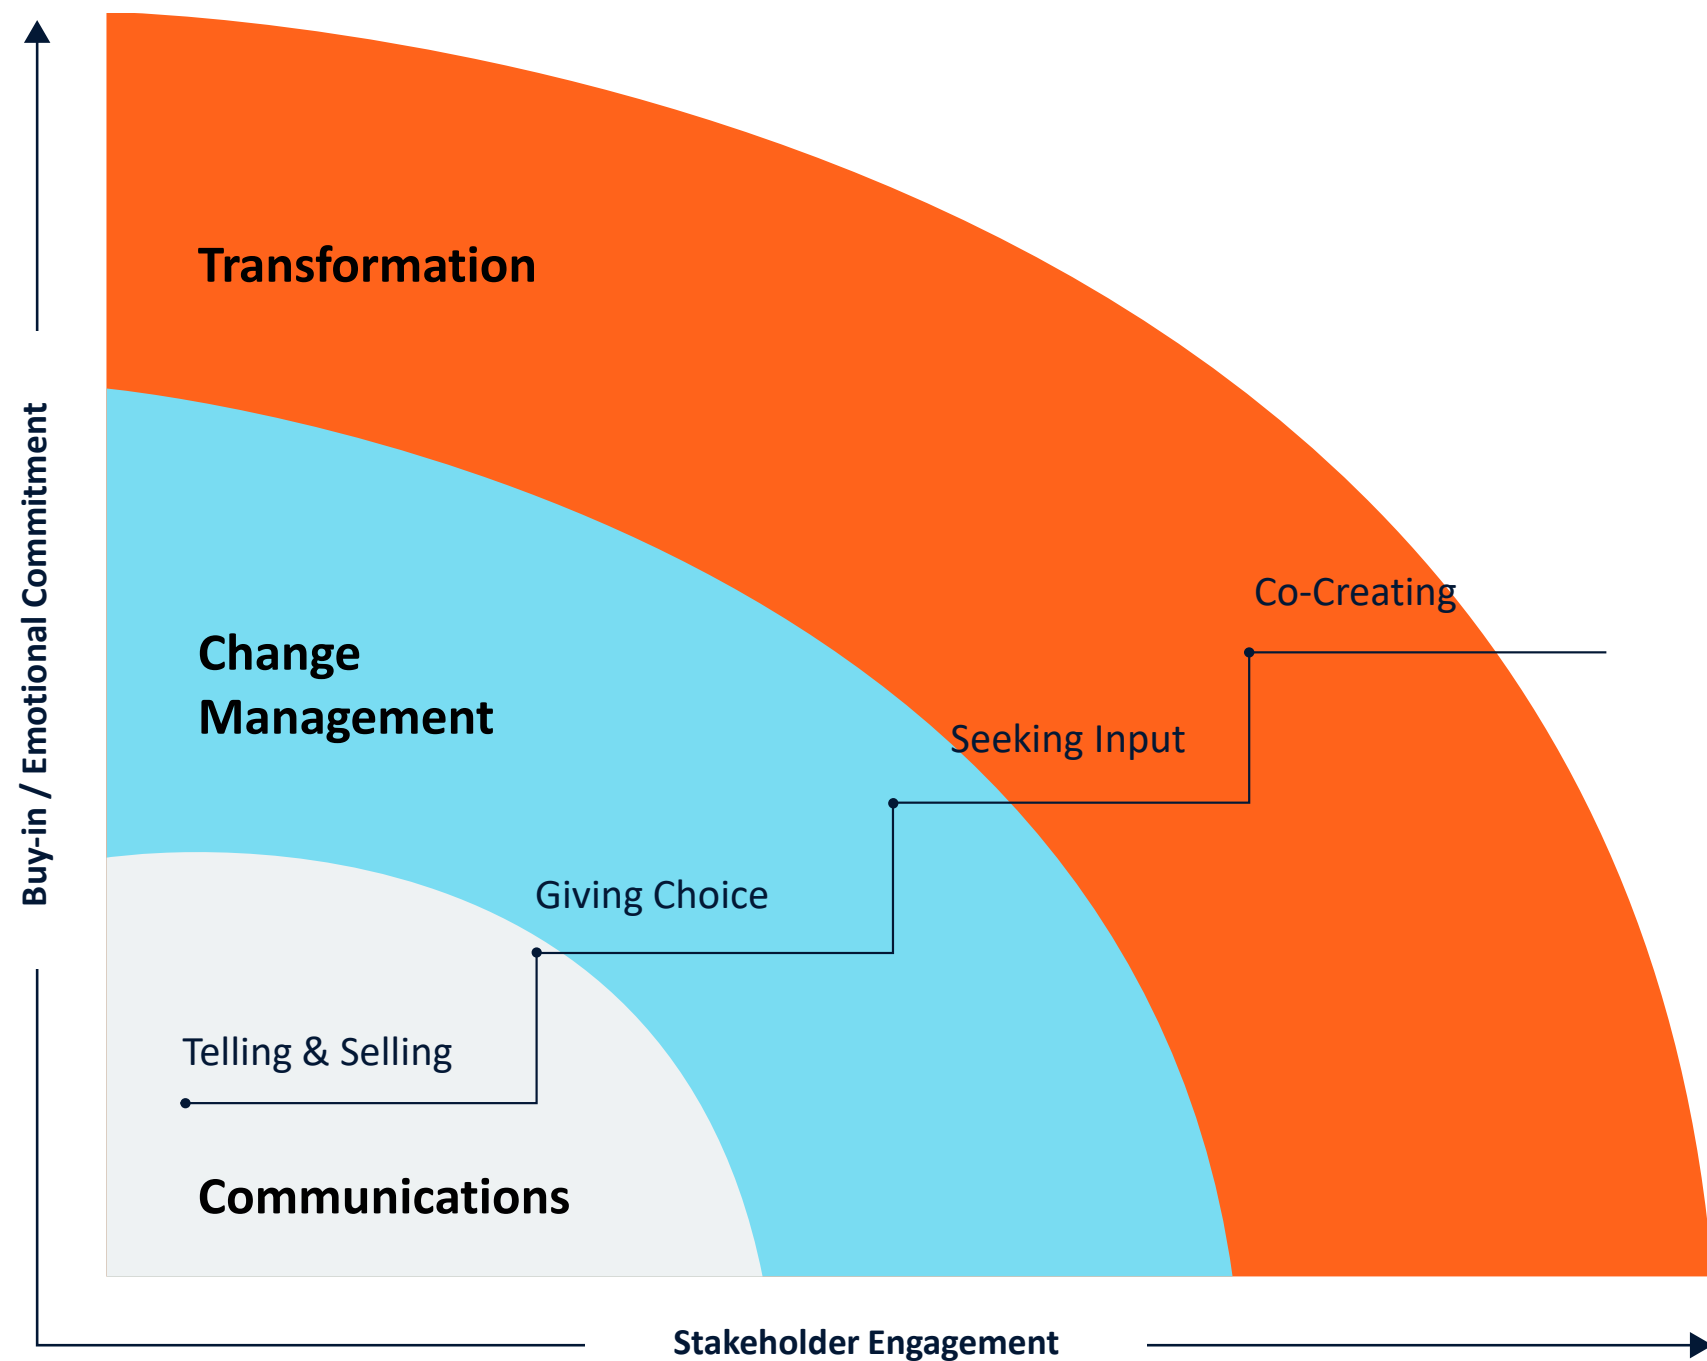 Buy-in / Emotional Commitment
Transformation
Change
Management
Co-Creating
Seeking Input
Giving Choice
Telling & Selling
Communications
Stakeholder Engagement